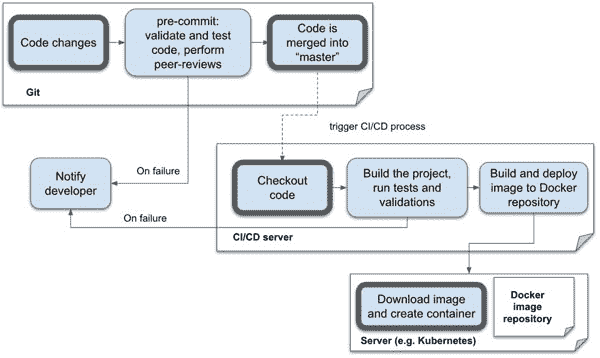 Code changes
pre-commit:
validate and test
code, perform
peer-reviews
Code is
merged into
“master”
Git
trigger CI/CD process
Notify
developer
On failure
On failure
Checkout
code
Build the project,
run tests and
validations
Build and deploy
image to Docker
repository
CI/CD server
Download image
and create container
Docker
image
repository
Server (e.g. Kubernetes)